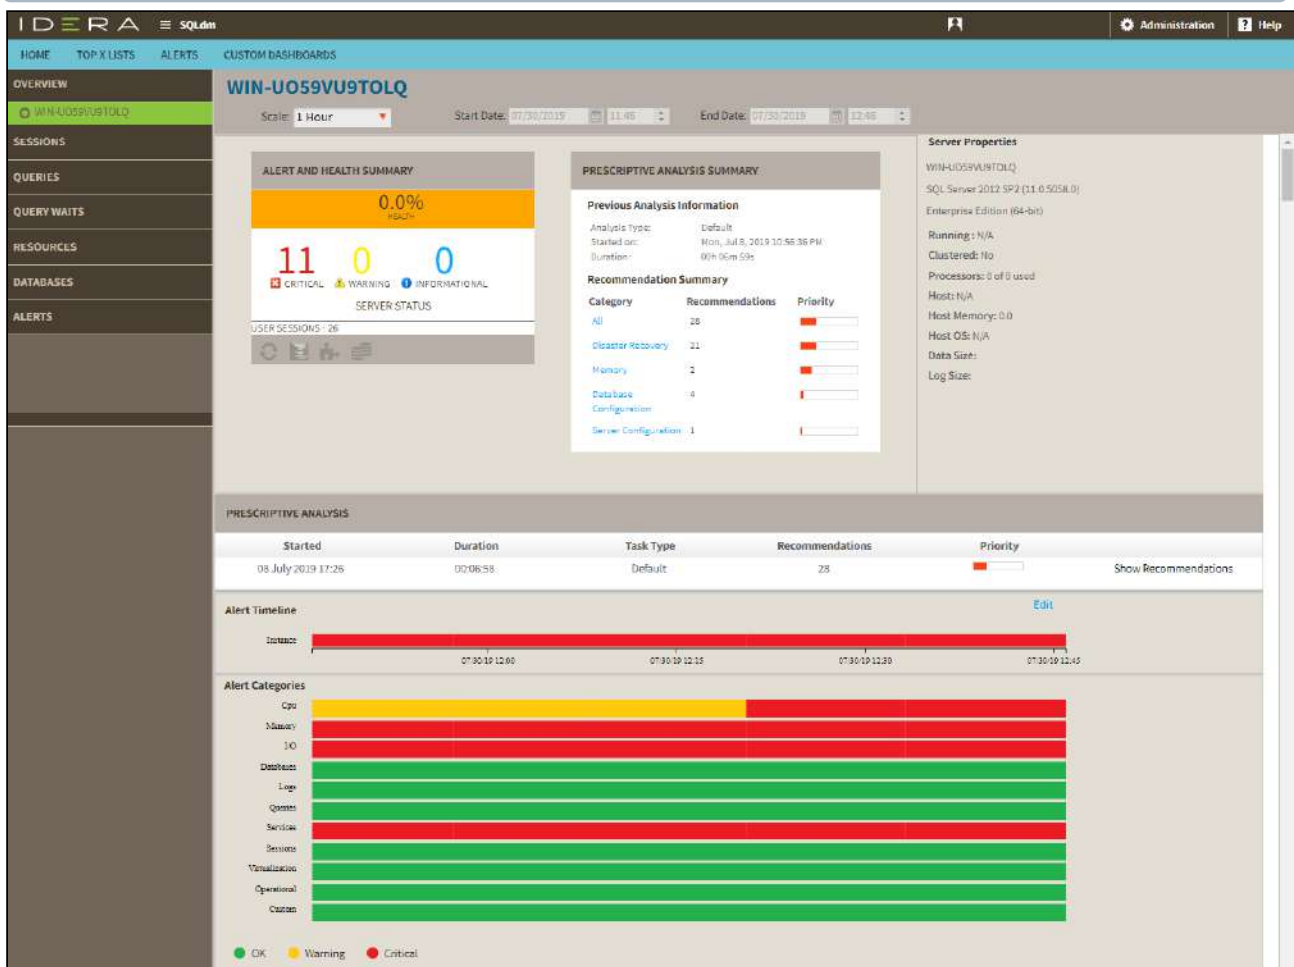 IDERA ≡ SQLdm
Administration
? Help
HOME TOP X LISTS ALERTS CUSTOM DASHBOARDS
OVERVIEW
WIN-UO59VU9TOLQ
SESSIONS
QUERIES
QUERY WAITS
RESOURCES
DATABASES
ALERTS
WIN-UO59VU9TOLQ
Scale: 1 Hour Start Date: 07/30/2019 11:46 End Date: 07/30/2019 12:46
ALERT AND HEALTH SUMMARY
0.0%
HEALTH
11 0 0
CRITICAL WARNING INFORMATIONAL
SERVER STATUS
USER SESSIONS - 26
PRESCRIPTIVE ANALYSIS SUMMARY
Previous Analysis Information
Analysis Type: Default
Started on: Mon, Jul 8, 2019 10:56:36 PM
Duration: 00h 06m 59s
Recommendation Summary
Category Recommendations Priority
All 28
Disaster Recovery 21
Memory 2
Database Configuration 4
Server Configuration 1
Server Properties
WIN-UO59VU9TOLQ
SQL Server 2012 SP2 (11.0.5058.0)
Enterprise Edition (64-bit)
Running: N/A
Clustered: No
Processors: 0 of 0 used
Host: N/A
Host Memory: 0.0
Host OS: N/A
Data Size:
Log Size:
PRESCRIPTIVE ANALYSIS
Started Duration Task Type Recommendations Priority
08 July 2019 17:26 00:06:58 Default 28 Show Recommendations
Alert Timeline Edit
Instance
07/30/19 12:00 07/30/19 12:15 07/30/19 12:30 07/30/19 12:45
Alert Categories
Cpu
Memory
I/O
Databases
Logs
Queries
Services
Sessions
Virtualization
Operational
Custom
OK Warning Critical